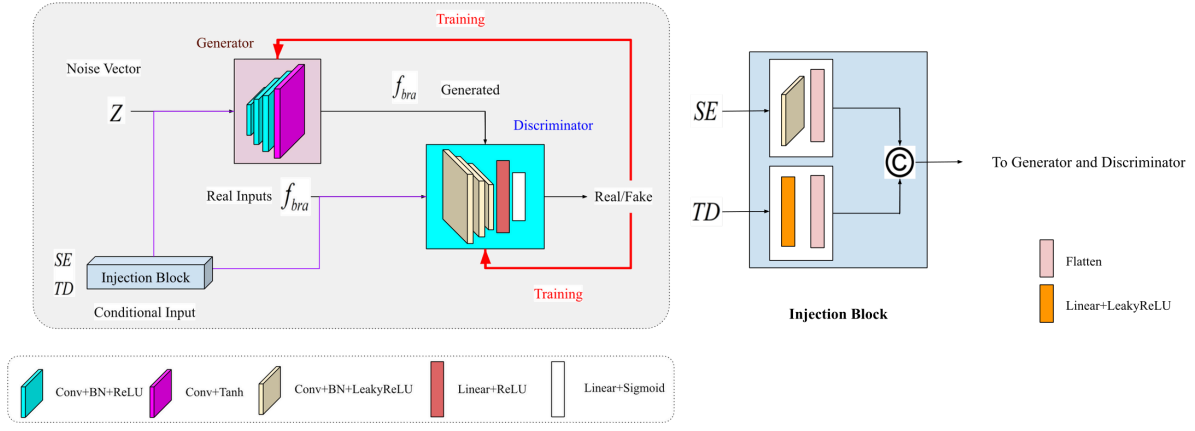 Training
Generator
Noise Vector
Z
f_bra
Generated
Discriminator
Real Inputs
f_bra
Real/Fake
SE
TD
Injection Block
Conditional Input
Training
SE
TD
C
To Generator and Discriminator
Injection Block
Flatten
Linear+LeakyReLU
Conv+BN+ReLU
Conv+Tanh
Conv+BN+LeakyReLU
Linear+ReLU
Linear+Sigmoid